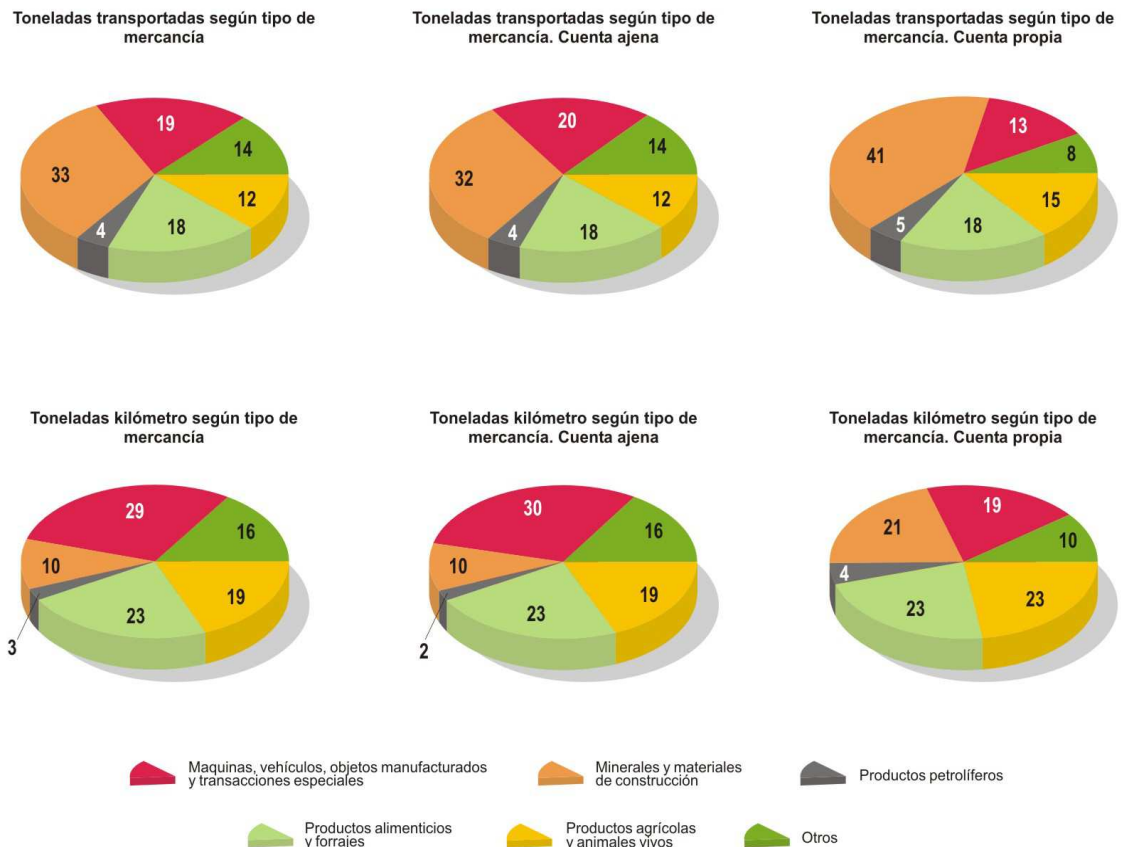 Toneladas transportadas según tipo de
mercancía
Toneladas transportadas según tipo de
mercancía. Cuenta ajena
Toneladas transportadas según tipo de
mercancía. Cuenta propia
19
14
12
18
4
33
20
14
12
18
4
32
13
8
15
18
5
41
Toneladas kilómetro según tipo de
mercancía
Toneladas kilómetro según tipo de
mercancía. Cuenta ajena
Toneladas kilómetro según tipo de
mercancía. Cuenta propia
29
16
19
23
3
10
30
16
19
23
2
10
19
10
23
23
4
21
Maquinas, vehículos, objetos manufacturados
y transacciones especiales
Minerales y materiales
de construcción
Productos petrolíferos
Productos alimenticios
y forrajes
Productos agrícolas
y animales vivos
Otros